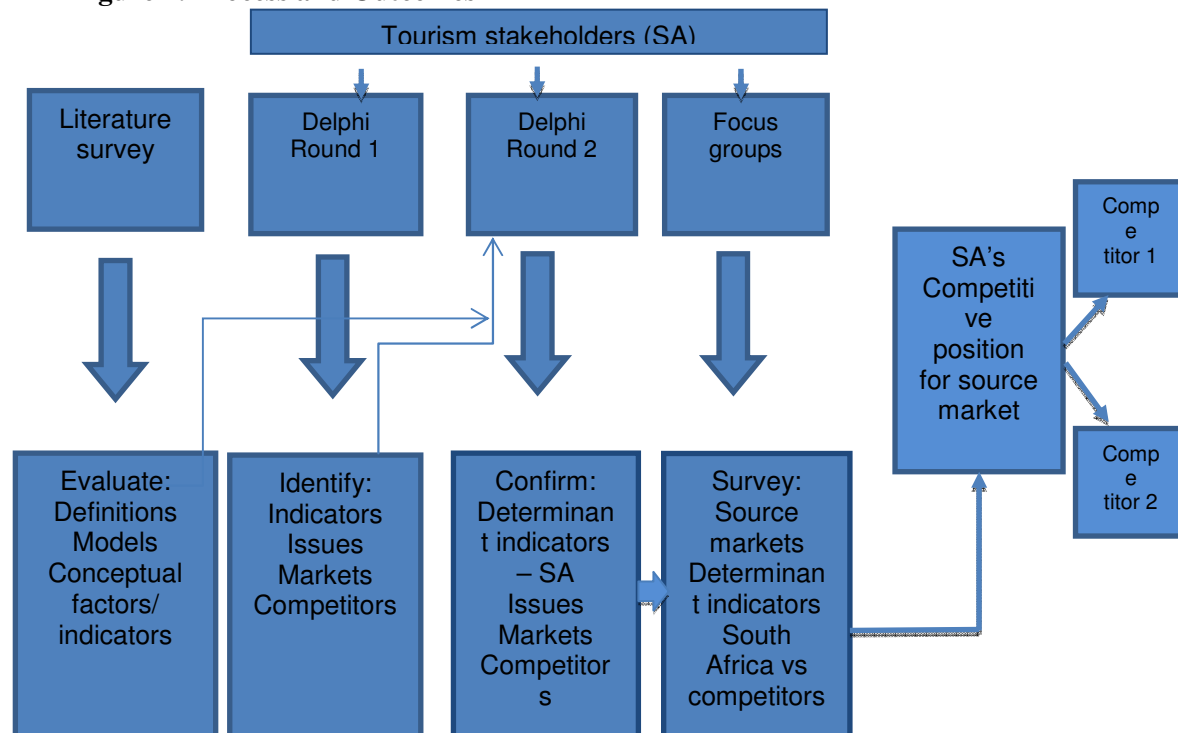 Tourism stakeholders (SA)
Literature
survey
Delphi
Round 1
Delphi
Round 2
Focus
groups
Comp
e
titor 1
SA’s
Competiti
ve
position
for source
market
Comp
e
titor 2
Evaluate:
Definitions
Models
Conceptual
factors/
indicators
Identify:
Indicators
Issues
Markets
Competitors
Confirm:
Determinan
t indicators
– SA
Issues
Markets
Competitor
s
Survey:
Source
markets
Determinan
t indicators
South
Africa vs
competitors